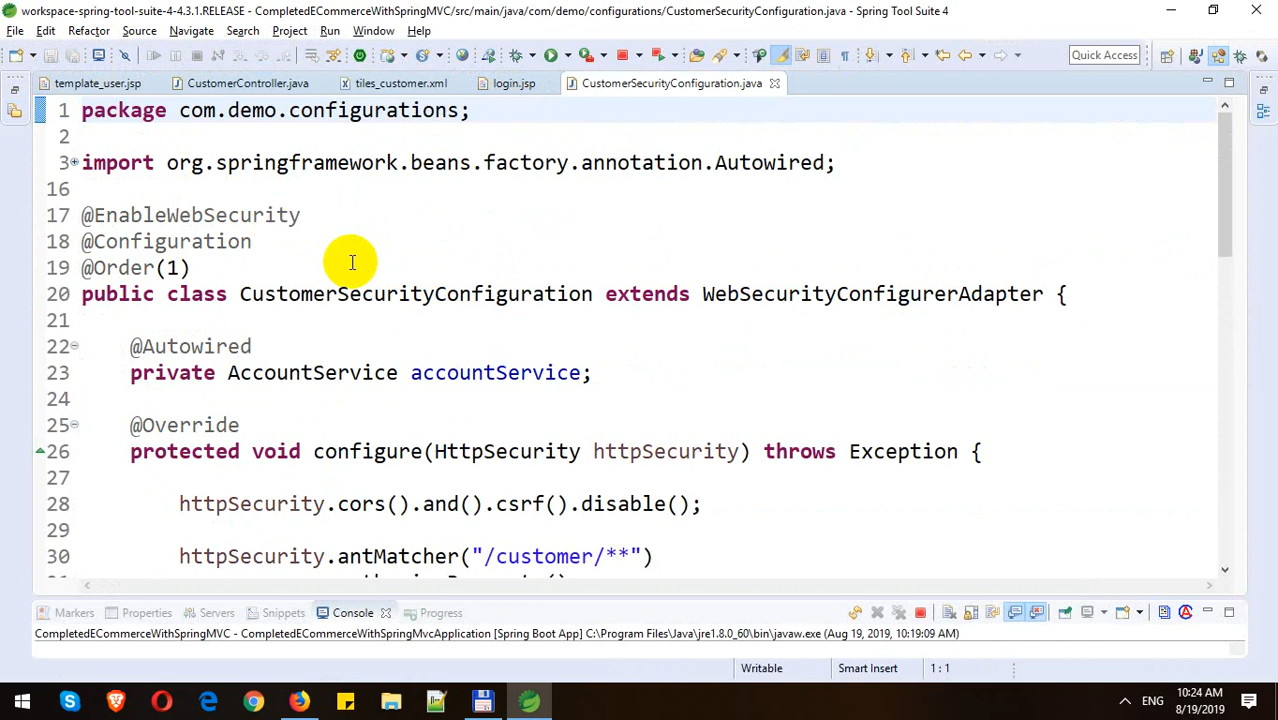 workspace-spring-tool-suite-4-4.3.1.RELEASE - CompletedECommerceWithSpringMVC/src/main/java/com/demo/configurations/CustomerSecurityConfiguration.java - Spring Tool Suite 4
File Edit Refactor Source Navigate Search Project Run Window Help
Quick Access
template_user.jsp CustomerController.java tiles_customer.xml login.jsp CustomerSecurityConfiguration.java
1 package com.demo.configurations;
2
3 import org.springframework.beans.factory.annotation.Autowired;
16
17 @EnableWebSecurity
18 @Configuration
19 @Order(1)
20 public class CustomerSecurityConfiguration extends WebSecurityConfigurerAdapter {
21
22 @Autowired
23 private AccountService accountService;
24
25 @Override
26 protected void configure(HttpSecurity httpSecurity) throws Exception {
27
28 httpSecurity.cors().and().csrf().disable();
29
30 httpSecurity.antMatcher("/customer/**")
Markers Properties Servers Snippets Console Progress
CompletedECommerceWithSpringMVC - CompletedECommerceWithSpringMvcApplication [Spring Boot App] C:\Program Files\Java\jre1.8.0_60\bin\javaw.exe (Aug 19, 2019, 10:19:09 AM)
Writable Smart Insert 1 : 1
ENG
10:24 AM
8/19/2019